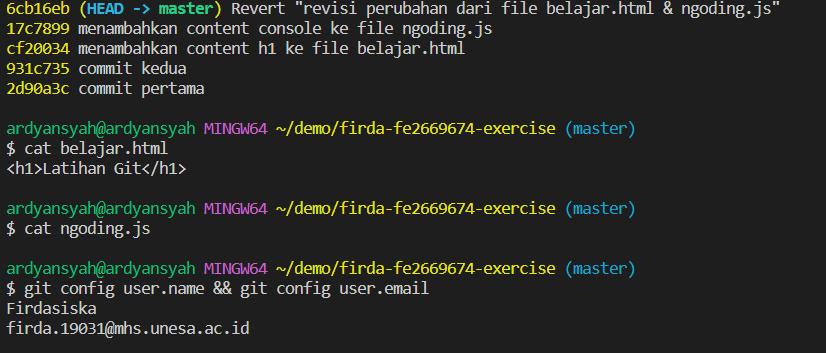 6cb16eb (HEAD -> master) Revert "revisi perubahan dari file belajar.html & ngoding.js"
17c7899 menambahkan content console ke file ngoding.js
cf20034 menambahkan content h1 ke file belajar.html
931c735 commit kedua
2d90a3c commit pertama
ardyansyah@ardyansyah MINGW64 ~/demo/firda-fe2669674-exercise (master)
$ cat belajar.html
<h1>Latihan Git</h1>
ardyansyah@ardyansyah MINGW64 ~/demo/firda-fe2669674-exercise (master)
$ cat ngoding.js
ardyansyah@ardyansyah MINGW64 ~/demo/firda-fe2669674-exercise (master)
$ git config user.name && git config user.email
Firdasiska
firda.19031@mhs.unesa.ac.id